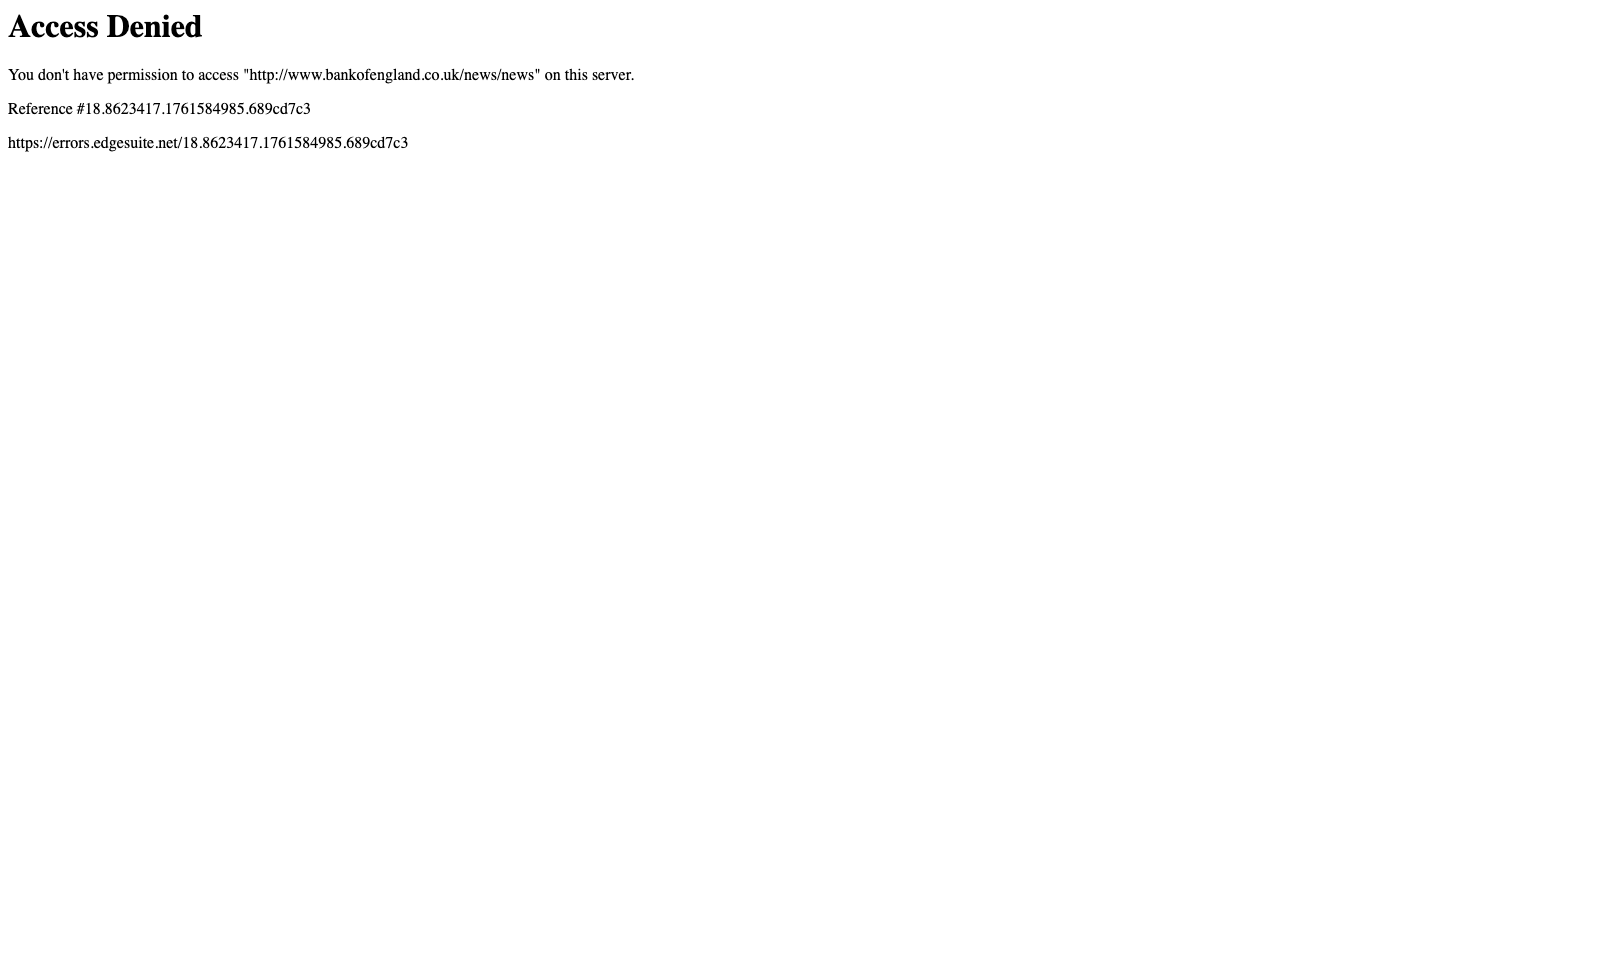 Access Denied
You don't have permission to access "http://www.bankofengland.co.uk/news/news" on this server.
Reference #18.8623417.1761584985.689cd7c3
https://errors.edgesuite.net/18.8623417.1761584985.689cd7c3